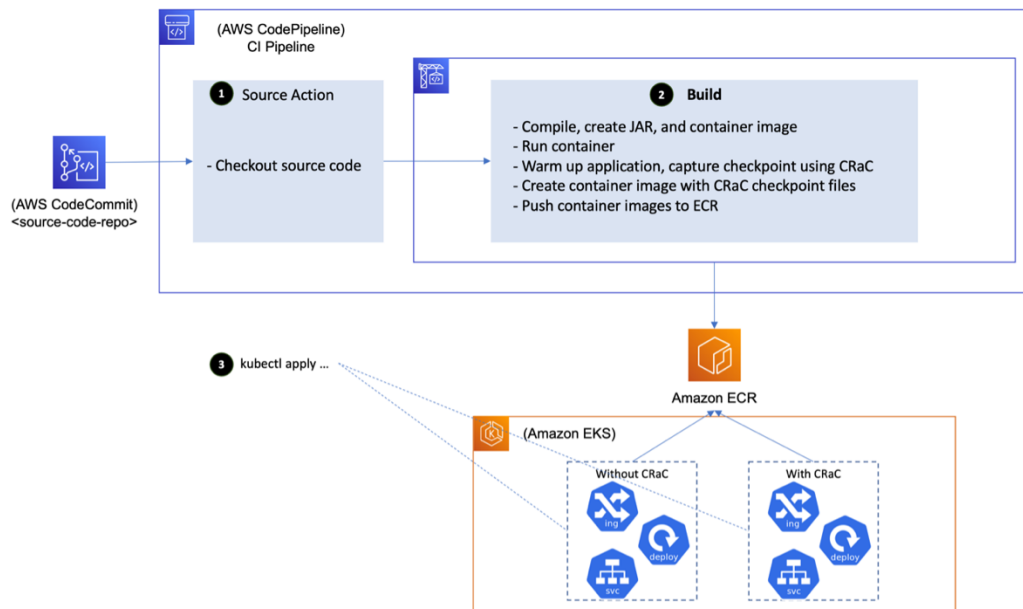 (AWS CodePipeline)
CI Pipeline
1 Source Action
- Checkout source code
2 Build
- Compile, create JAR, and container image
- Run container
- Warm up application, capture checkpoint using CRaC
- Create container image with CRaC checkpoint files
- Push container images to ECR
(AWS CodeCommit)
<source-code-repo>
3 kubectl apply ...
Amazon ECR
K
(Amazon EKS)
Without CRaC
ing
deploy
svc
With CRaC
ing
deploy
svc